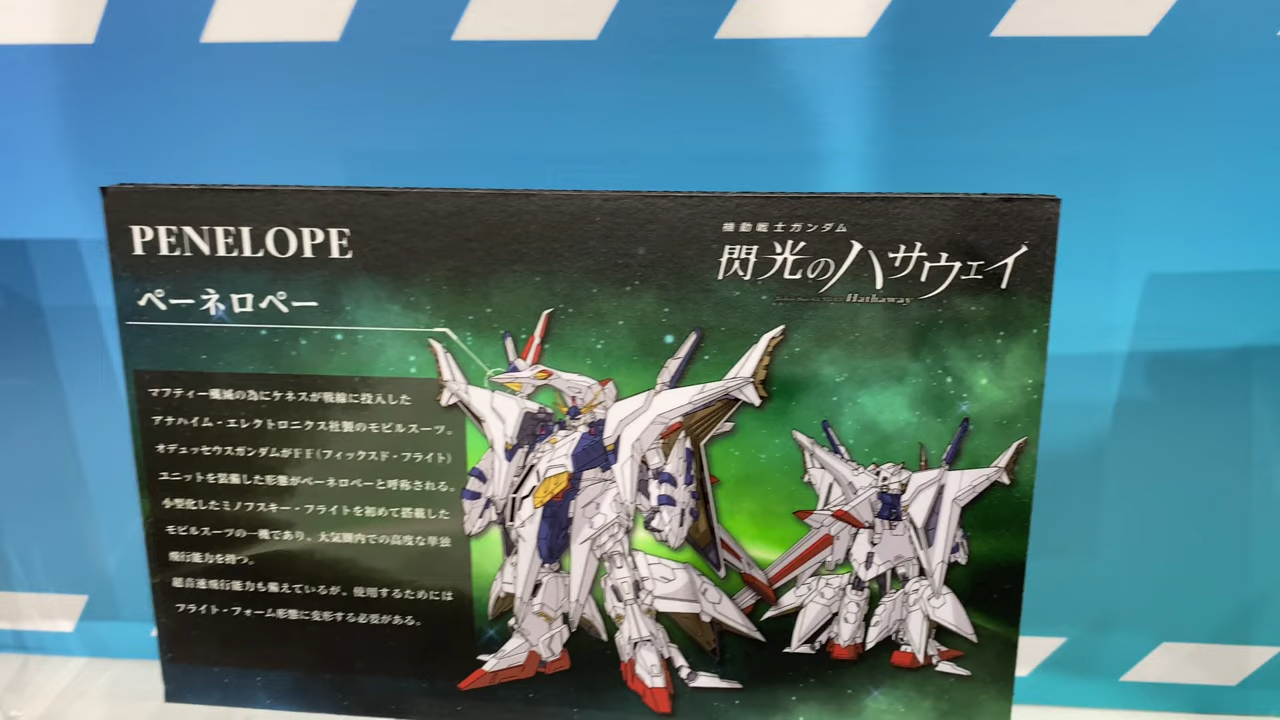 PENELOPE
ペーネロペー
機動戦士ガンダム
閃光のハサウェイ
Hathaway
マフティー殲滅の為にケネスが戦線に投入した
アナハイム・エレクトロニクス社製のモビルスーツ。
オデュッセウスガンダムがFF(フィックスド・フライト)
ユニットを装備した形態がペーネロペーと呼称される。
小型化したミノフスキー・フライトを初めて搭載した
モビルスーツの一機であり、大気圏内での高度な単独
飛行能力を持つ。
超音速飛行能力も備えているが、使用するためには
フライト・フォーム形態に変形する必要がある。